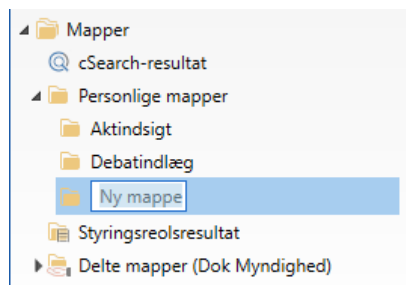 Mapper
cSearch-resultat
Personlige mapper
Aktindsigt
Debatindlæg
Ny mappe
Styringsreolsresultat
Delte mapper (Dok Myndighed)